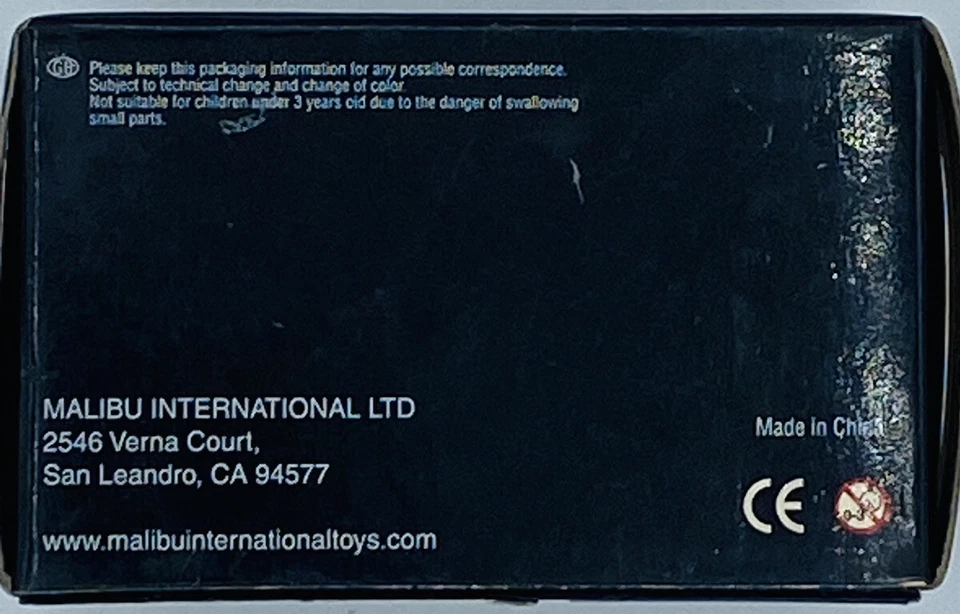 GB
Please keep this packaging information for any possible correspondence.
Subject to technical change and change of color.
Not suitable for children under 3 years old due to the danger of swallowing
small parts.
MALIBU INTERNATIONAL LTD
2546 Verna Court,
San Leandro, CA 94577
www.malibuinternationaltoys.com
Made in China
CE
0-3